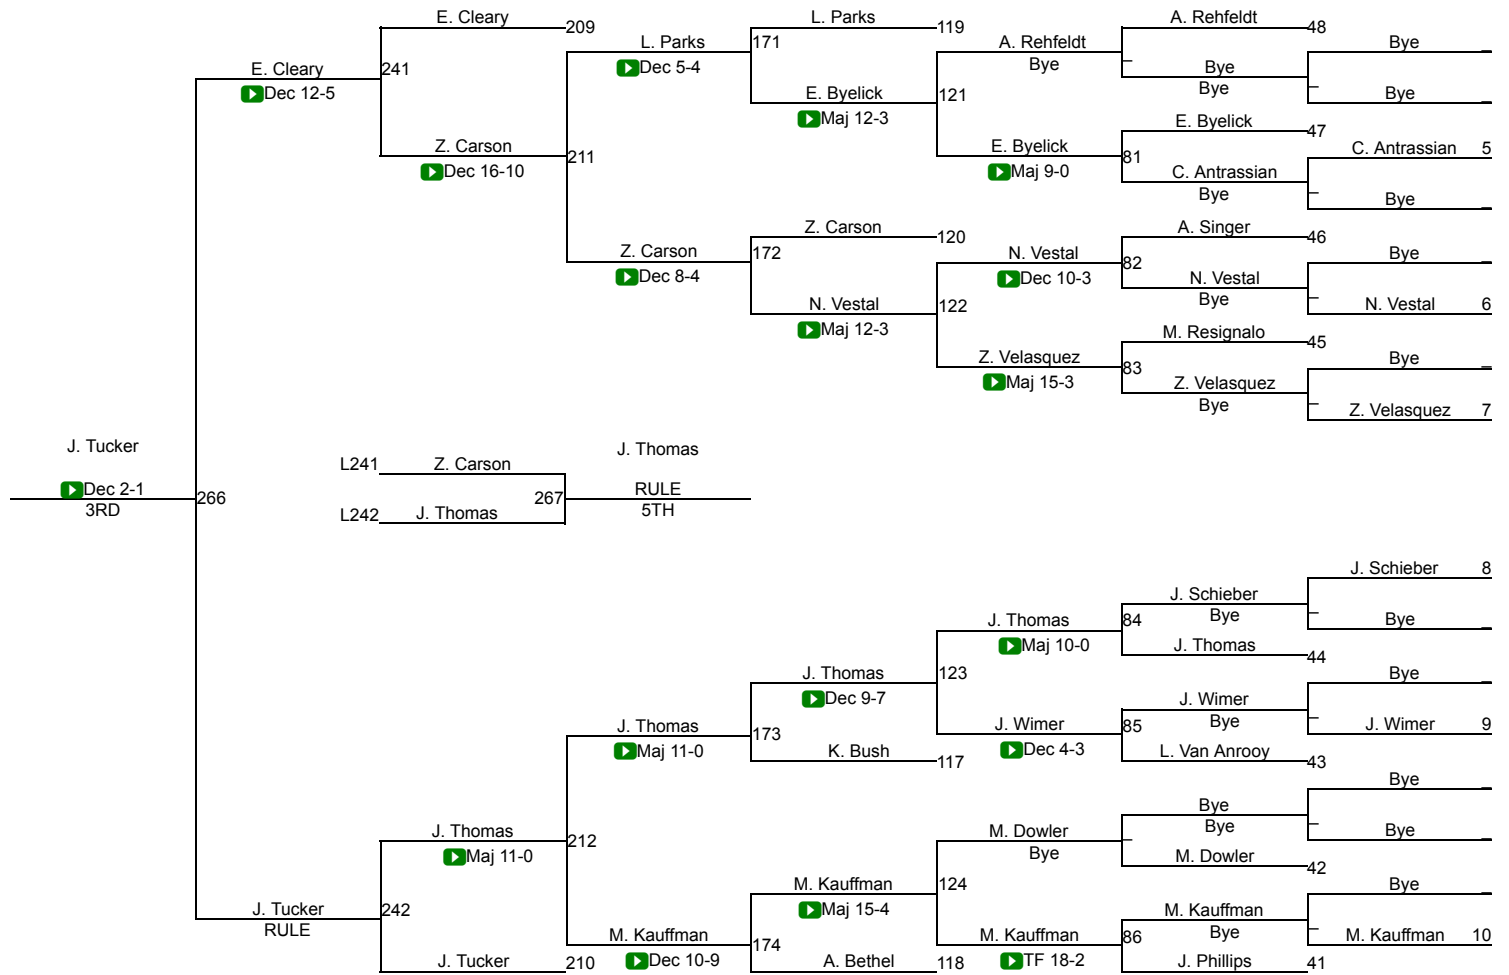 E. Cleary
209
L. Parks
119
A. Rehfeldt
48
L. Parks
171
A. Rehfeldt
Bye
Bye
E. Cleary
241
Dec 5-4
Bye
Bye
Dec 12-5
E. Byelick
121
Bye
Bye
Maj 12-3
E. Byelick
47
Z. Carson
211
E. Byelick
81
C. Antrassian
5
Dec 16-10
Maj 9-0
C. Antrassian
Bye
Bye
Z. Carson
120
A. Singer
46
Z. Carson
172
N. Vestal
82
Bye
Dec 8-4
Dec 10-3
N. Vestal
Bye
N. Vestal
122
N. Vestal
6
Maj 12-3
M. Resignalo
45
Z. Velasquez
83
Bye
Maj 15-3
Z. Velasquez
Bye
Z. Velasquez
7
J. Tucker
J. Thomas
L241
Z. Carson
Dec 2-1
266
267
RULE
3RD
L242
J. Thomas
5TH
J. Schieber
8
J. Schieber
Bye
J. Thomas
84
Bye
Maj 10-0
J. Thomas
44
J. Thomas
123
Bye
Dec 9-7
J. Wimer
Bye
J. Thomas
173
J. Wimer
85
J. Wimer
9
Maj 11-0
K. Bush
117
Dec 4-3
L. Van Anrooy
43
Bye
Bye
Bye
J. Thomas
212
M. Dowler
Bye
Maj 11-0
Bye
M. Dowler
42
M. Kauffman
124
Bye
J. Tucker
242
Maj 15-4
M. Kauffman
RULE
Bye
M. Kauffman
174
M. Kauffman
86
M. Kauffman
10
J. Tucker
210
Dec 10-9
A. Bethel
118
TF 18-2
J. Phillips
41